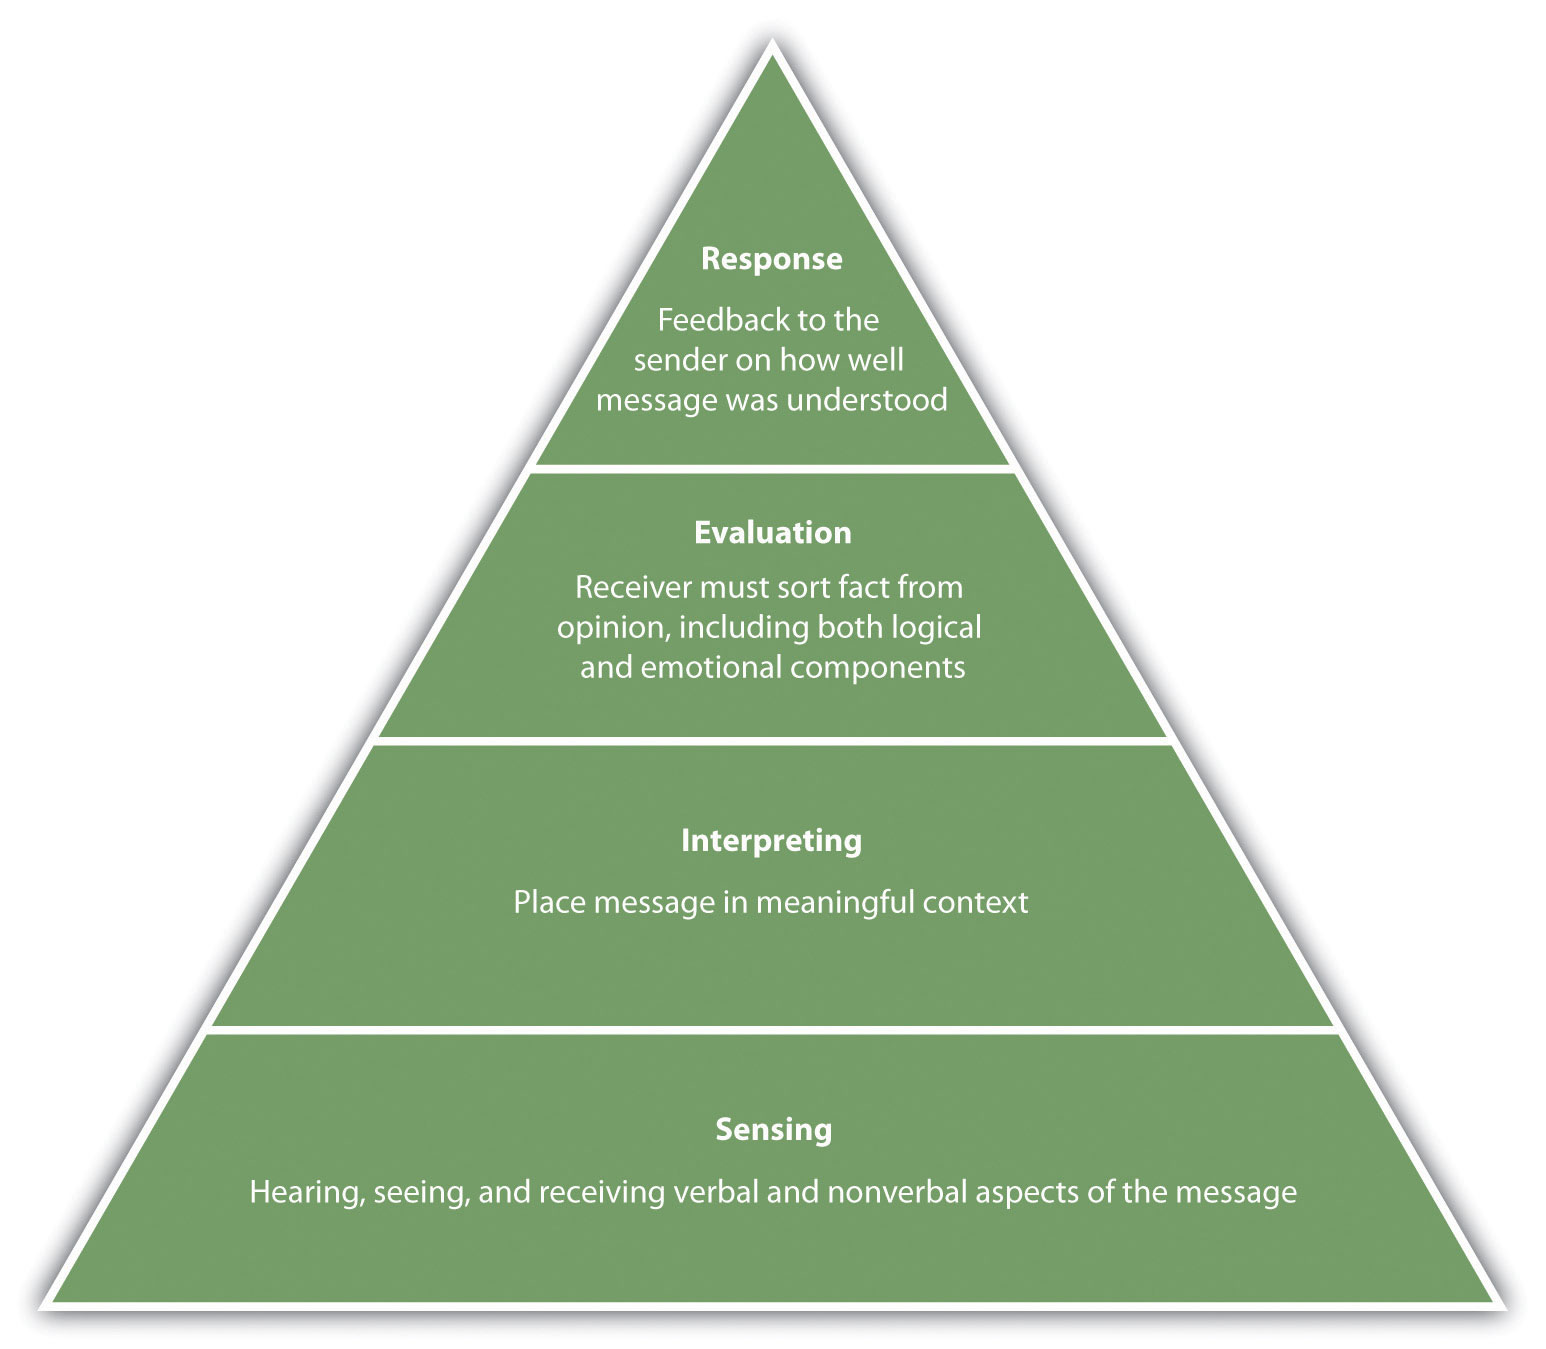 Response
Feedback to the
sender on how well
message was understood
Evaluation
Receiver must sort fact from
opinion, including both logical
and emotional components
Interpreting
Place message in meaningful context
Sensing
Hearing, seeing, and receiving verbal and nonverbal aspects of the message